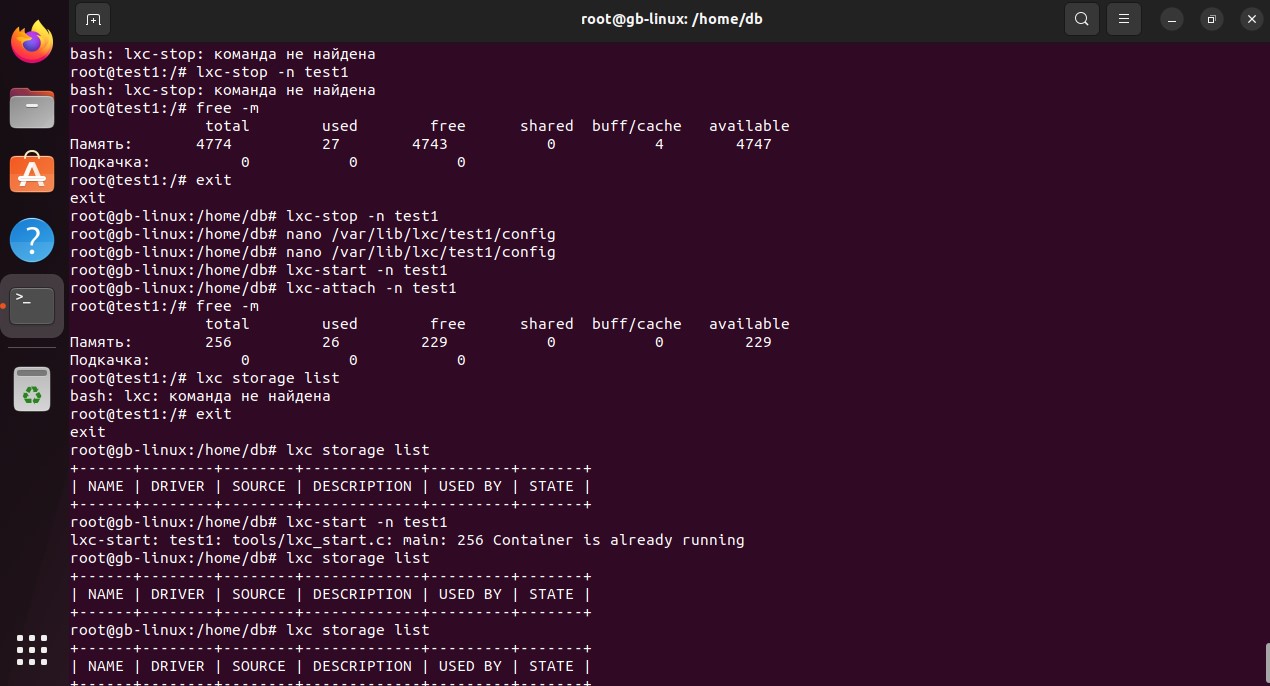 root@gb-linux: /home/db
bash: lxc-stop: команда не найдена
root@test1:/# lxc-stop -n test1
bash: lxc-stop: команда не найдена
root@test1:/# free -m
total used free shared buff/cache available
Память: 4774 27 4743 0 4 4747
Подкачка: 0 0 0
root@test1:/# exit
exit
root@gb-linux:/home/db# lxc-stop -n test1
root@gb-linux:/home/db# nano /var/lib/lxc/test1/config
root@gb-linux:/home/db# nano /var/lib/lxc/test1/config
root@gb-linux:/home/db# lxc-start -n test1
root@gb-linux:/home/db# lxc-attach -n test1
root@test1:/# free -m
total used free shared buff/cache available
Память: 256 26 229 0 0 229
Подкачка: 0 0 0
root@test1:/# lxc storage list
bash: lxc: команда не найдена
root@test1:/# exit
exit
root@gb-linux:/home/db# lxc storage list
+------+--------+--------+-------------+---------+-------+
| NAME | DRIVER | SOURCE | DESCRIPTION | USED BY | STATE |
+------+--------+--------+-------------+---------+-------+
root@gb-linux:/home/db# lxc-start -n test1
lxc-start: test1: tools/lxc_start.c: main: 256 Container is already running
root@gb-linux:/home/db# lxc storage list
+------+--------+--------+-------------+---------+-------+
| NAME | DRIVER | SOURCE | DESCRIPTION | USED BY | STATE |
+------+--------+--------+-------------+---------+-------+
root@gb-linux:/home/db# lxc storage list
+------+--------+--------+-------------+---------+-------+
| NAME | DRIVER | SOURCE | DESCRIPTION | USED BY | STATE |
+------+--------+--------+-------------+---------+-------+